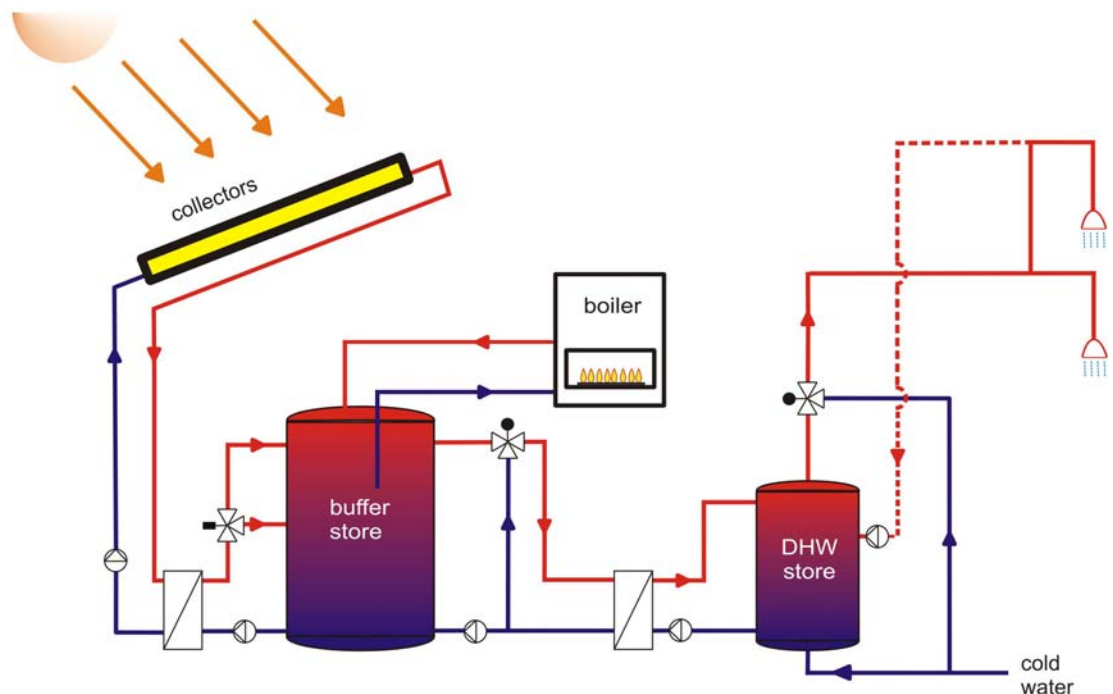 collectors
boiler
buffer
store
DHW
store
cold
water